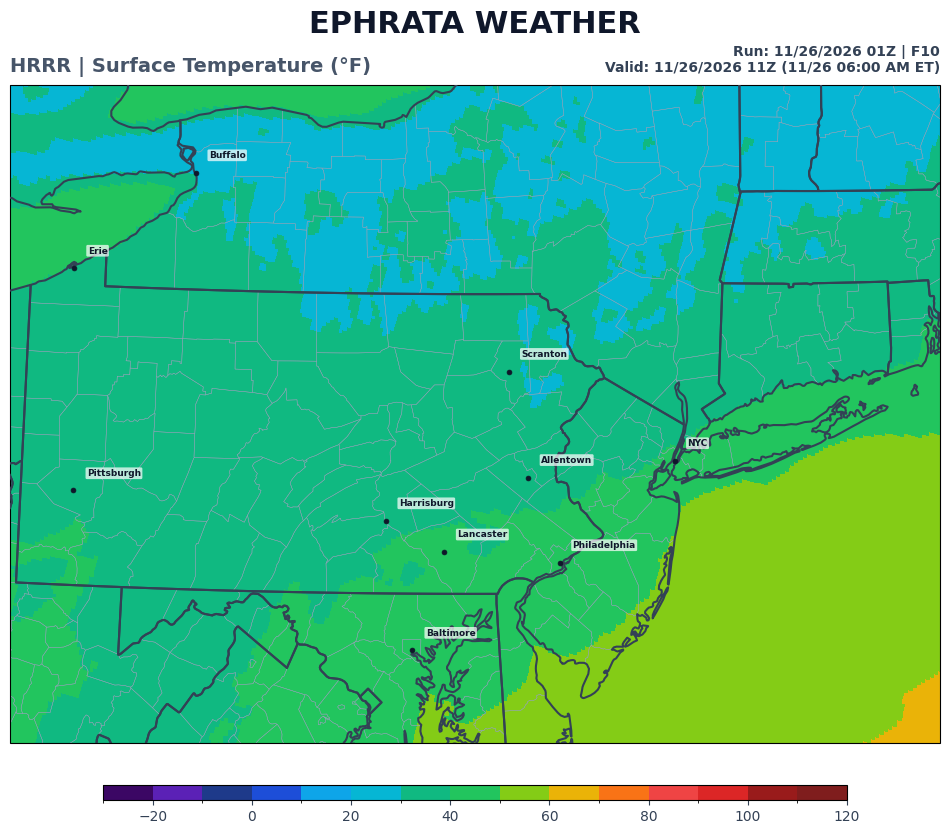 EPHRATA WEATHER
HRRR | Surface Temperature (°F)
Run: 11/26/2026 01Z | F10
Valid: 11/26/2026 11Z (11/26 06:00 AM ET)
Buffalo
Erie
Scranton
NYC
Allentown
Pittsburgh
Harrisburg
Lancaster
Philadelphia
Baltimore
−20 0 20 40 60 80 100 120